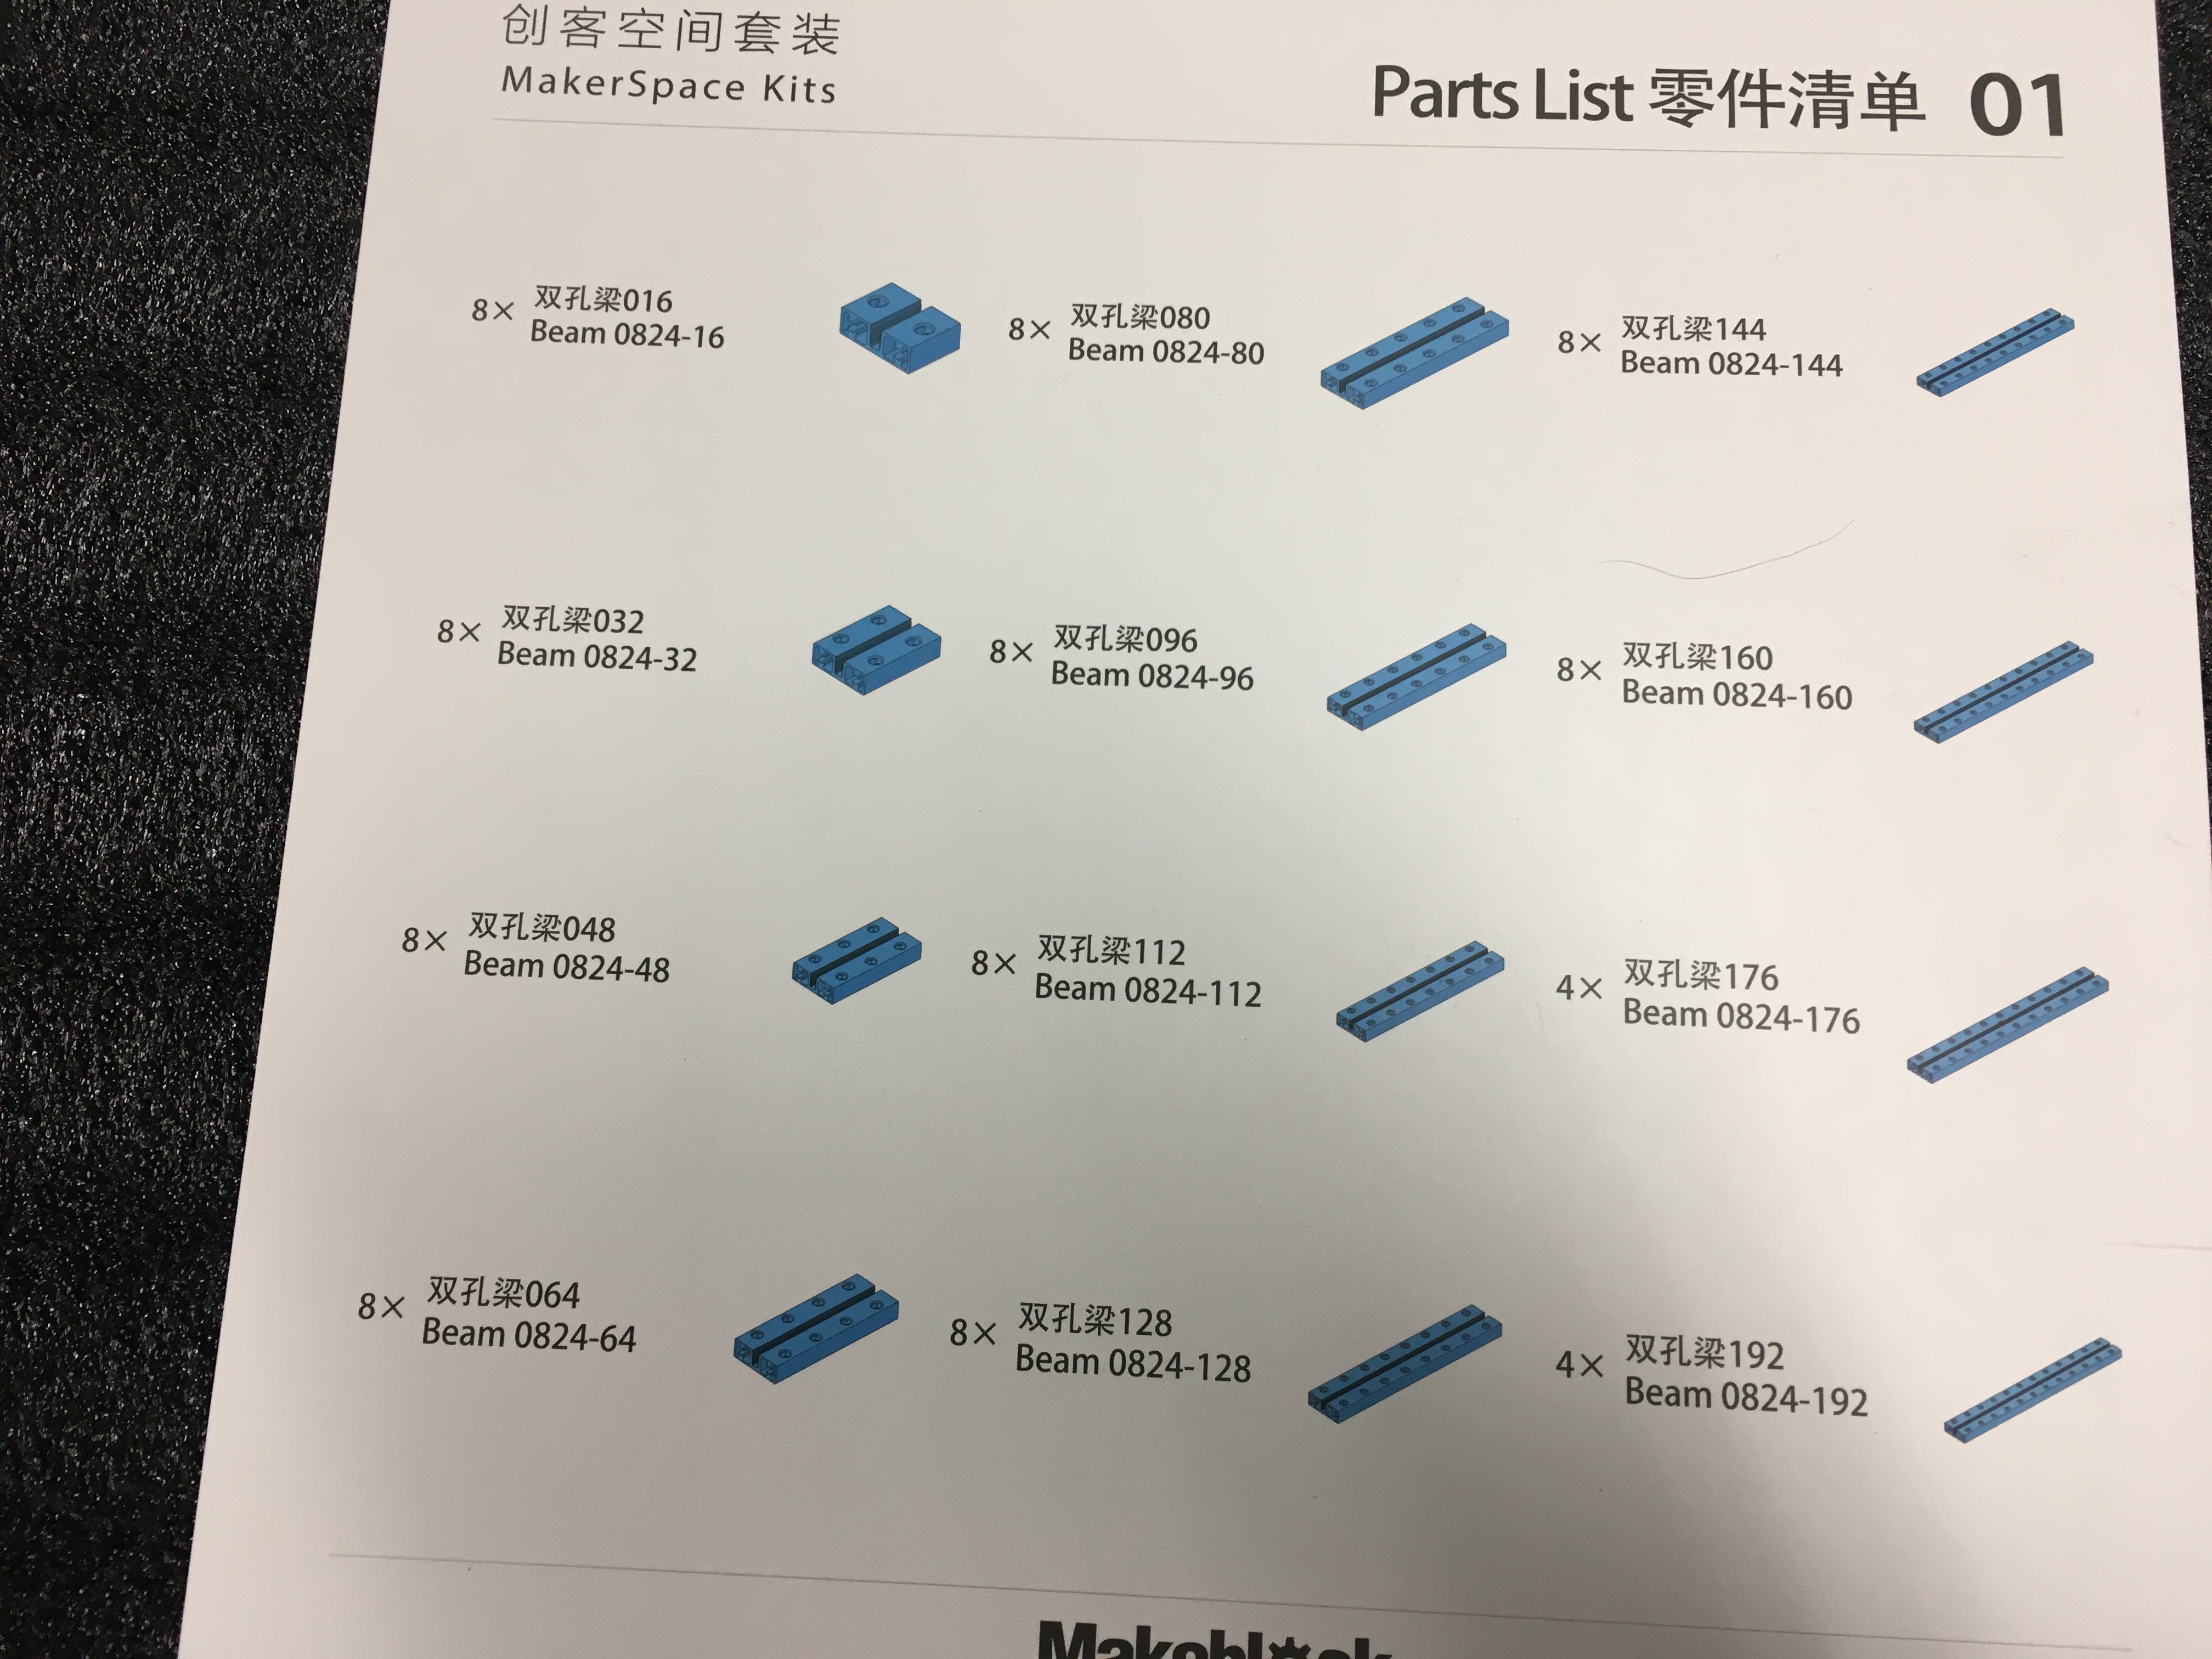 创客空间套装
MakerSpace Kits
Parts List 零件清单 01
8× 双孔梁016
Beam 0824-16
8× 双孔梁080
Beam 0824-80
8× 双孔梁144
Beam 0824-144
8× 双孔梁032
Beam 0824-32
8× 双孔梁096
Beam 0824-96
8× 双孔梁160
Beam 0824-160
8× 双孔梁048
Beam 0824-48
8× 双孔梁112
Beam 0824-112
4× 双孔梁176
Beam 0824-176
8× 双孔梁064
Beam 0824-64
8× 双孔梁128
Beam 0824-128
4× 双孔梁192
Beam 0824-192
Makeblock